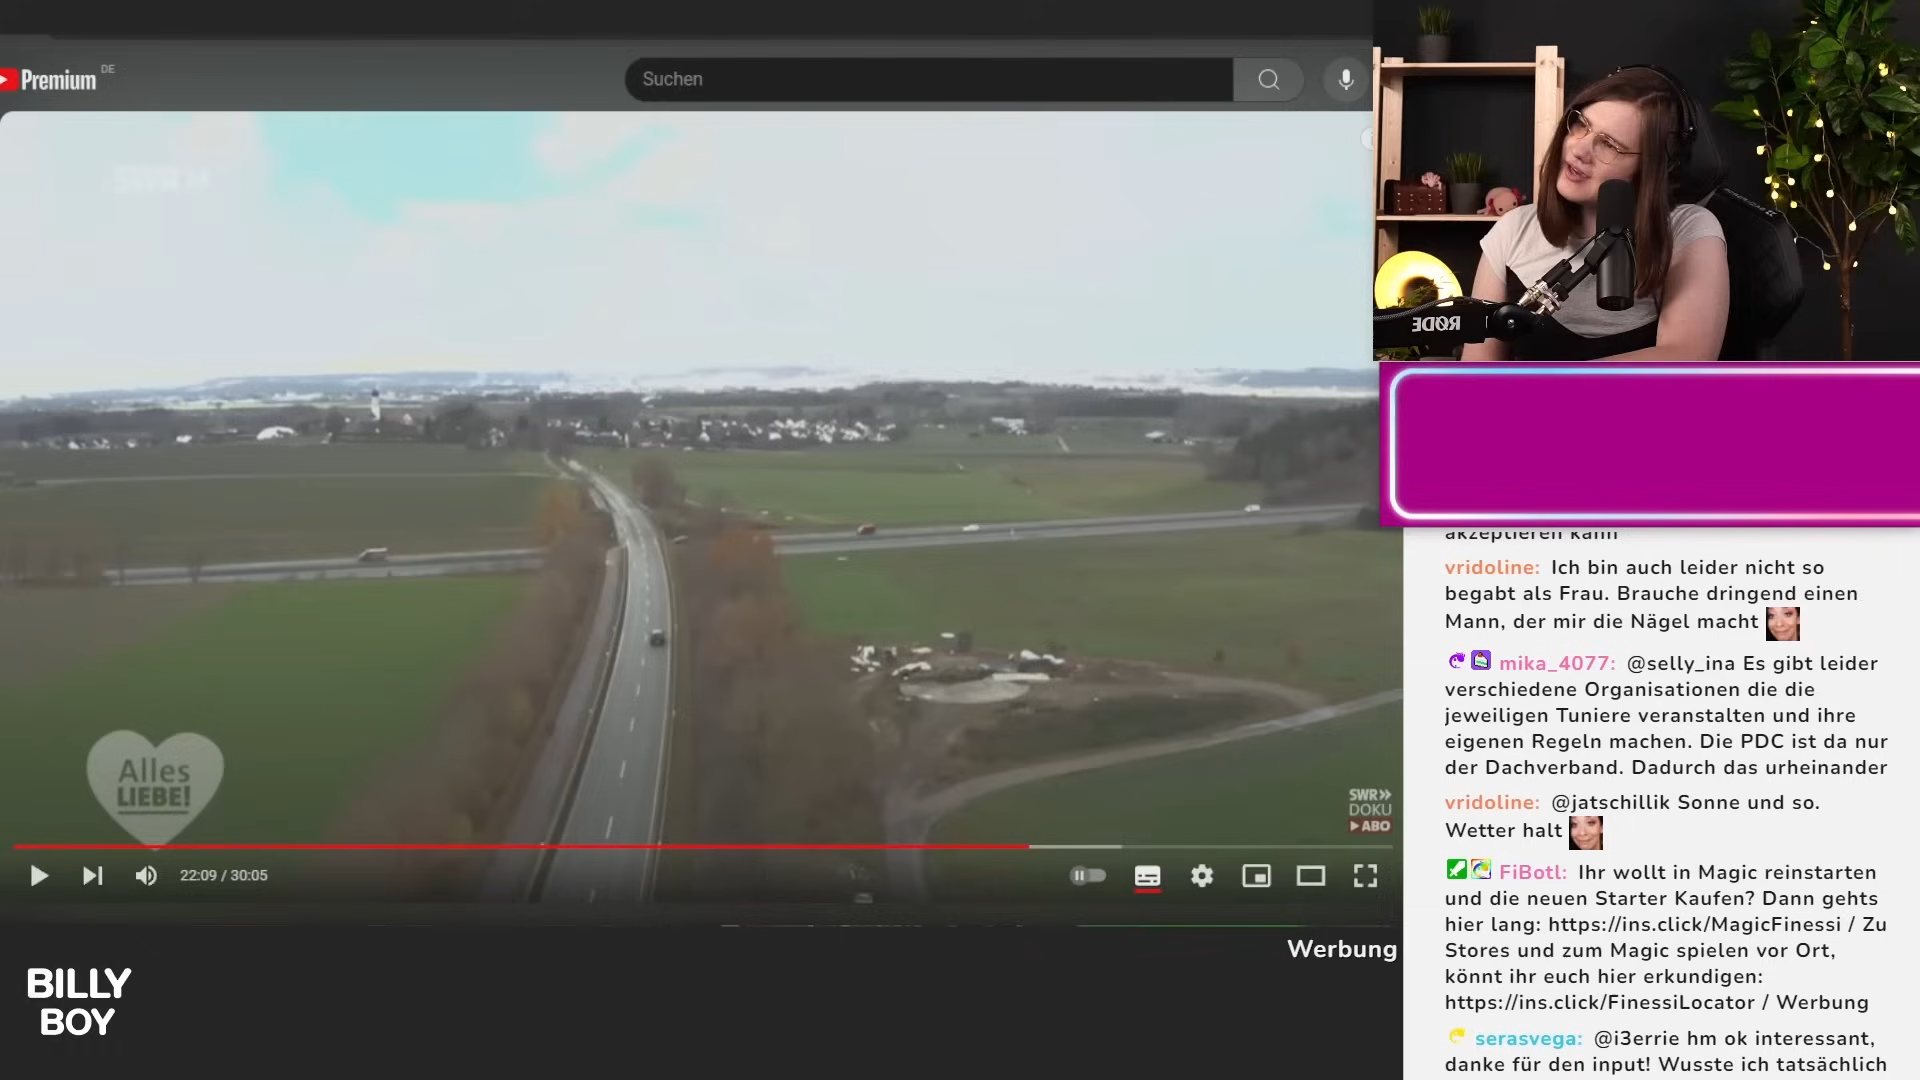 Premium DE
Suchen
Alles
LIEBE!
SWR»
DOKU
ABO
22:09 / 30:05
Werbung
BILLY
BOY
RØDE
akzeptieren kann
vridoline: Ich bin auch leider nicht so
begabt als Frau. Brauche dringend einen
Mann, der mir die Nägel macht
mika_4077: @selly_ina Es gibt leider
verschiedene Organisationen die die
jeweiligen Tuniere veranstalten und ihre
eigenen Regeln machen. Die PDC ist da nur
der Dachverband. Dadurch das urheinander
vridoline: @jatschillik Sonne und so.
Wetter halt
FiBotl: Ihr wollt in Magic reinstarten
und die neuen Starter Kaufen? Dann gehts
hier lang: https://ins.click/MagicFinessi / Zu
Stores und zum Magic spielen vor Ort,
könnt ihr euch hier erkundigen:
https://ins.click/FinessiLocator / Werbung
serasvega: @i3errie hm ok interessant,
danke für den input! Wusste ich tatsächlich